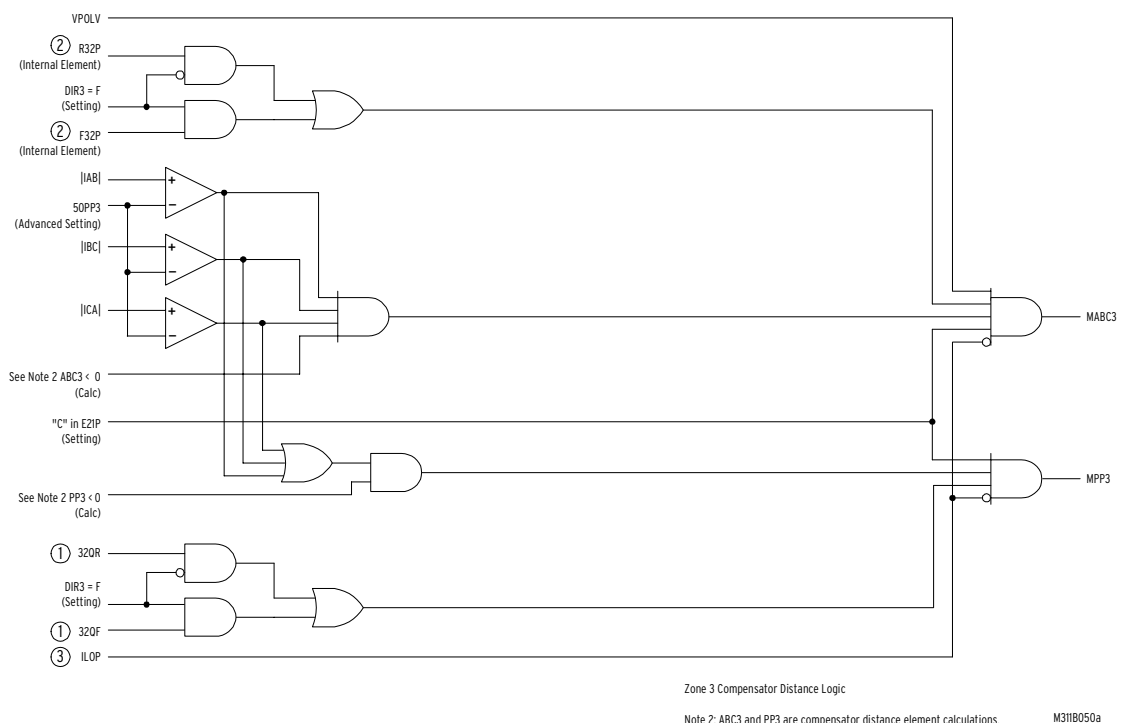 VPOLV
2 R32P
(Internal Element)
DIR3 = F
(Setting)
2 F32P
(Internal Element)
|IAB|
+
–
50PP3
(Advanced Setting)
|IBC|
+
–
|ICA|
+
–
See Note 2 ABC3 < 0
(Calc)
"C" in E21P
(Setting)
See Note 2 PP3 < 0
(Calc)
1 32QR
DIR3 = F
(Setting)
1 32QF
3 ILOP
MABC3
MPP3
Zone 3 Compensator Distance Logic
Note 2: ABC3 and PP3 are compensator distance element calculations
M311B050a